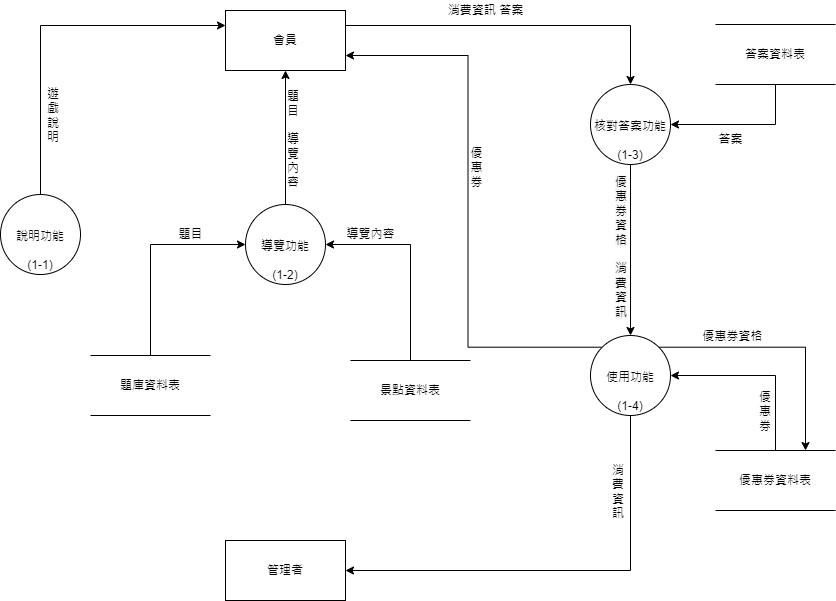 消費資訊 答案
會員
答案資料表
遊戲說明
題目 導覽內容
核對答案功能
(1-3)
答案
優惠券
優惠券資格 消費資訊
說明功能
(1-1)
題目
導覽功能
(1-2)
導覽內容
優惠券資格
題庫資料表
景點資料表
使用功能
(1-4)
優惠券
消費資訊
優惠券資料表
管理者